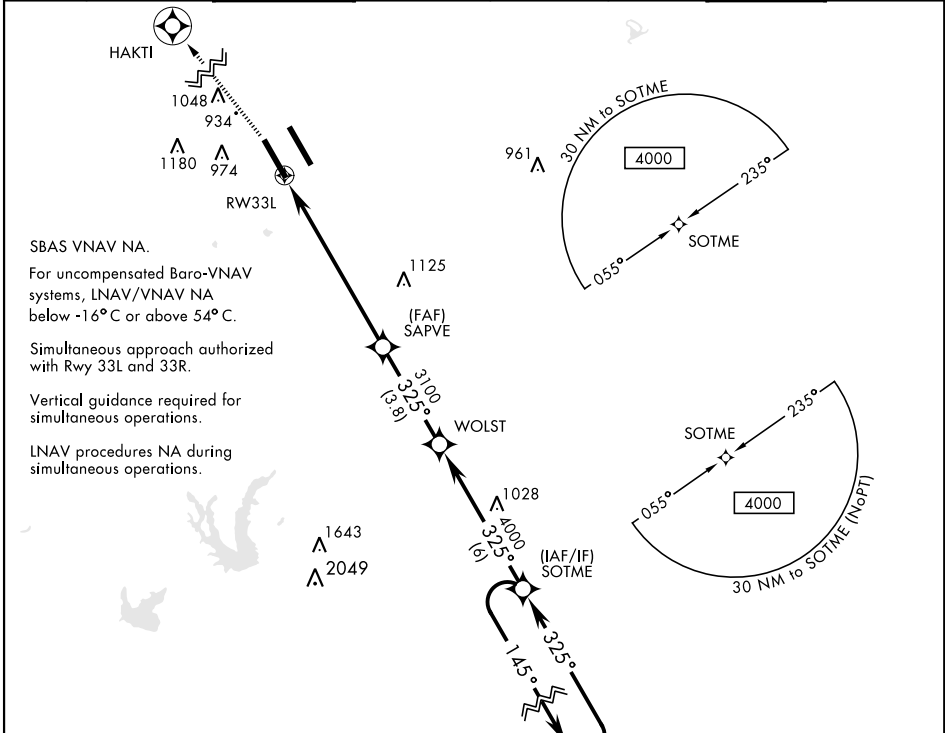 HAKTI
1048
934
1180
974
RW33L
SBAS VNAV NA.
For uncompensated Baro-VNAV
systems, LNAV/VNAV NA
below -16°C or above 54°C.
Simultaneous approach authorized
with Rwy 33L and 33R.
Vertical guidance required for
simultaneous operations.
LNAV procedures NA during
simultaneous operations.
1125
(FAF)
SAPVE
3100
325°
(3.8)
WOLST
1028
4000
325°
(6)
(IAF/IF)
SOTME
1643
2049
145°
325°
961
30 NM to SOTME
4000
235°
SOTME
055°
235°
SOTME
055°
4000
30 NM to SOTME (NoPT)